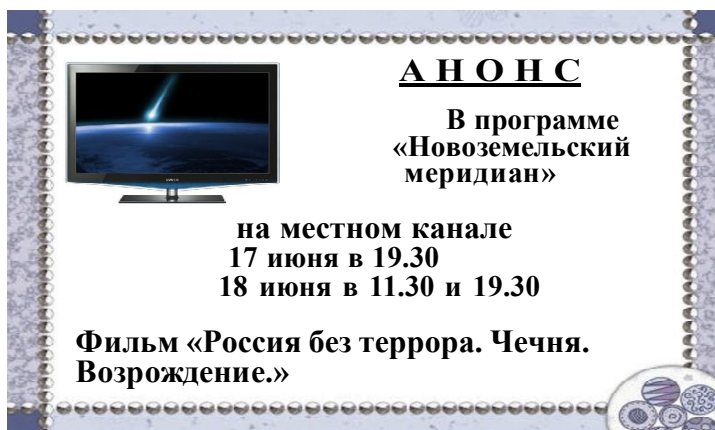 А Н О Н С
В программе
«Новоземельский
меридиан»
на местном канале
17 июня в 19.30
18 июня в 11.30 и 19.30
Фильм «Россия без террора. Чечня.
Возрождение.»